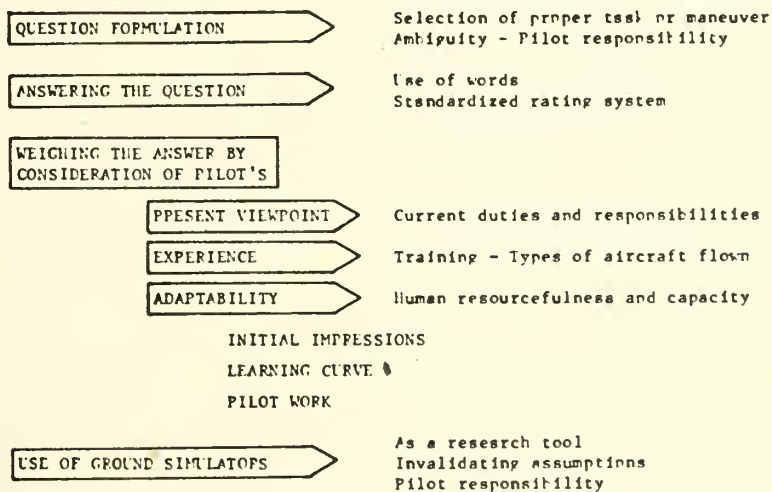 QUESTION FORMULATION
Selection of proper task or maneuver
Ambiguity - Pilot responsibility
ANSWERING THE QUESTION
Use of words
Standardized rating system
WEIGHING THE ANSWER BY
CONSIDERATION OF PILOT'S
PRESENT VIEWPOINT
Current duties and responsibilities
EXPERIENCE
Training - Types of aircraft flown
ADAPTABILITY
Human resourcefulness and capacity
INITIAL IMPRESSIONS
LEARNING CURVE
PILOT WORK
USE OF GROUND SIMULATORS
As a research tool
Invalidating assumptions
Pilot responsibility